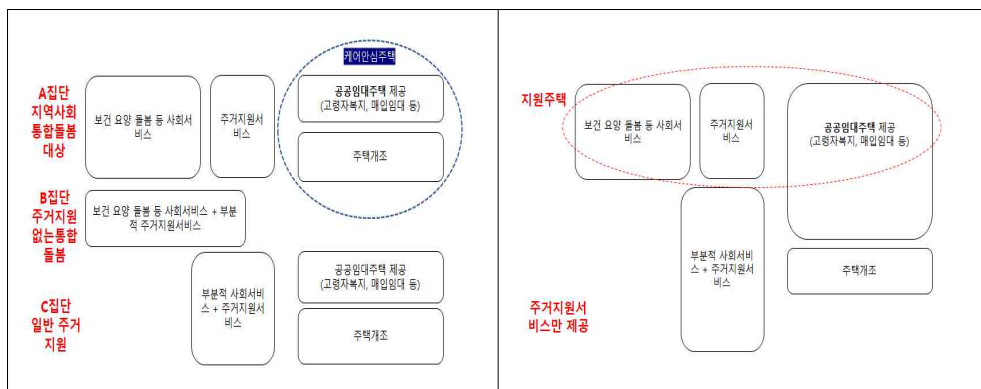 케어안심주택
A집단
지역사회
통합돌봄
대상
보건 요양 돌봄 등 사회서
비스
주거지원서
비스
공공임대주택 제공
(고령자복지, 매입임대 등)
주택개조
B집단
주거지원
없는통합
돌봄
보건 요양 돌봄 등 사회서비스 + 부분
적 주거지원서비스
C집단
일반 주거
지원
부분적 사회서비
스 + 주거지원서
비스
공공임대주택 제공
(고령자복지, 매입임대 등)
주택개조
지원주택
보건 요양 돌봄 등 사회서
비스
주거지원서
비스
공공임대주택 제공
(고령자복지, 매입임대 등)
주거지원서
비스만 제공
부분적 사회서비
스 + 주거지원서
비스
주택개조